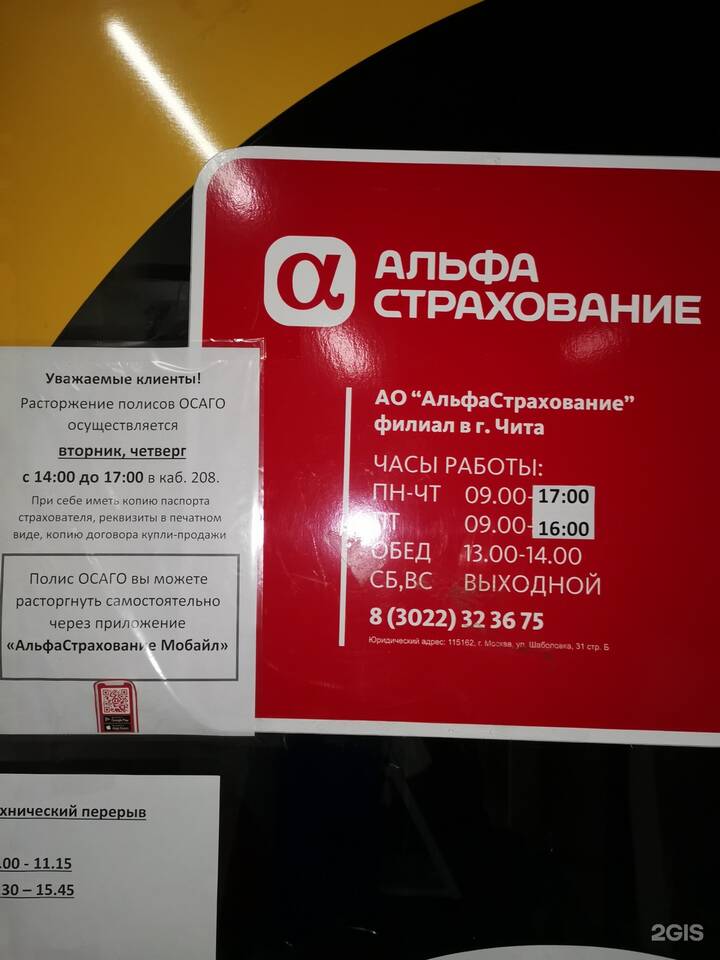 α АЛЬФА
СТРАХОВАНИЕ
АО “АльфаСтрахование”
филиал в г. Чита
ЧАСЫ РАБОТЫ:
ПН-ЧТ 09.00-17:00
ПТ 09.00-16:00
ОБЕД 13.00-14.00
СБ,ВС ВЫХОДНОЙ
8 (3022) 32 36 75
Юридический адрес: 115162, г. Москва, ул. Шаболовка, 31 стр. Б
Уважаемые клиенты!
Расторжение полисов ОСАГО
осуществляется
вторник, четверг
с 14:00 до 17:00 в каб. 208.
При себе иметь копию паспорта
страхователя, реквизиты в печатном
виде, копию договора купли-продажи
Полис ОСАГО вы можете
расторгнуть самостоятельно
через приложение
«АльфаСтрахование Мобайл»
хнический перерыв
.00 - 11.15
30 – 15.45
2GIS